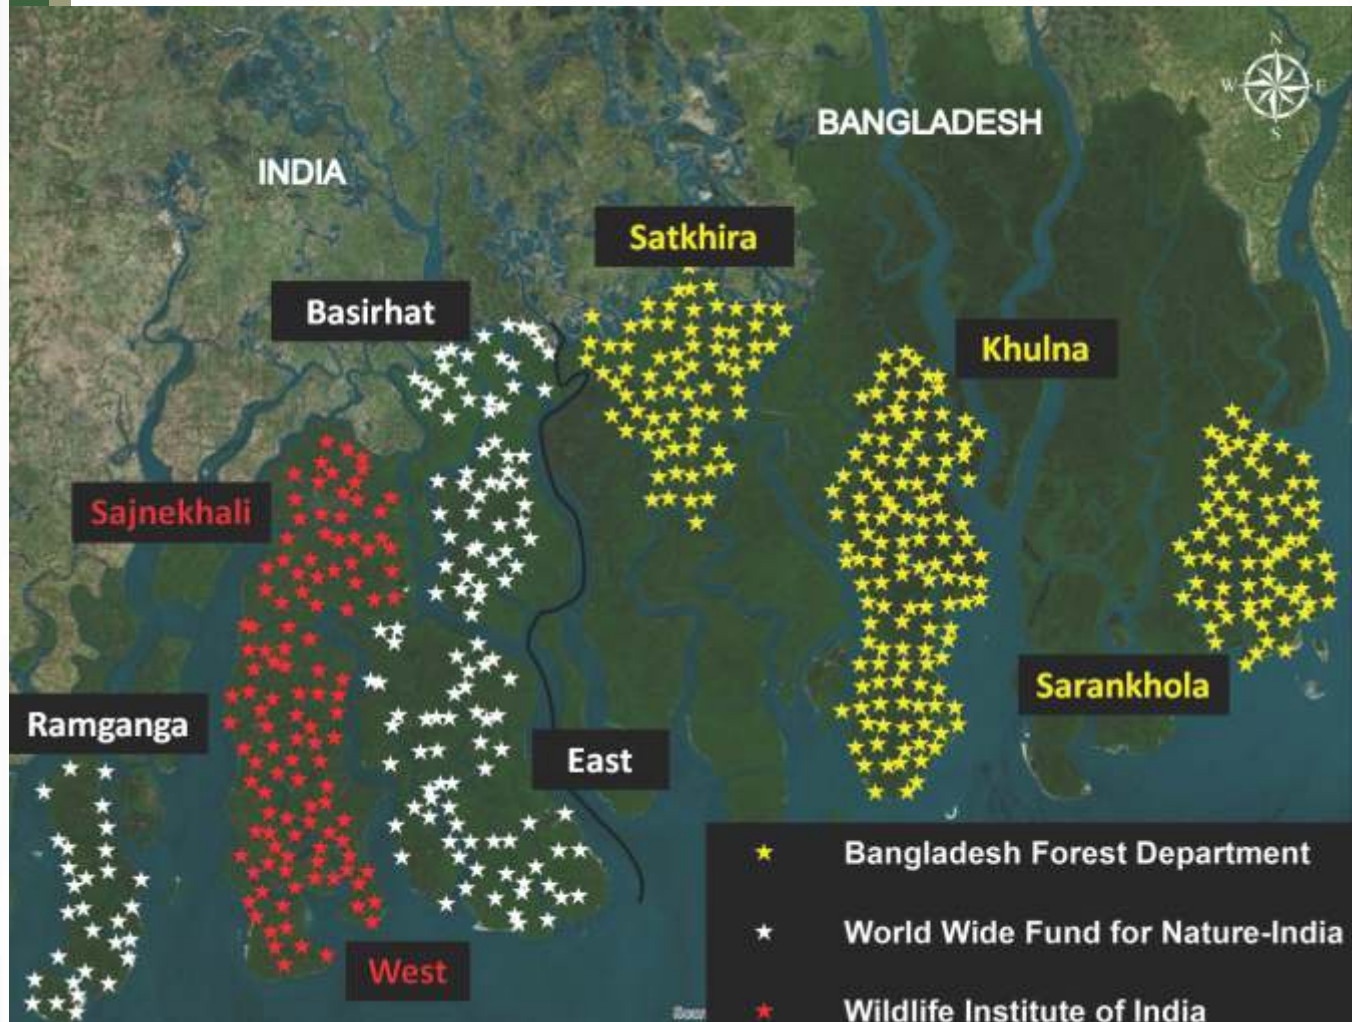 N
W E
S
BANGLADESH
INDIA
Satkhira
Basirhat
Khulna
Sajnekhali
Sarankhola
Ramganga
East
West
Bangladesh Forest Department
World Wide Fund for Nature-India
Wildlife Institute of India